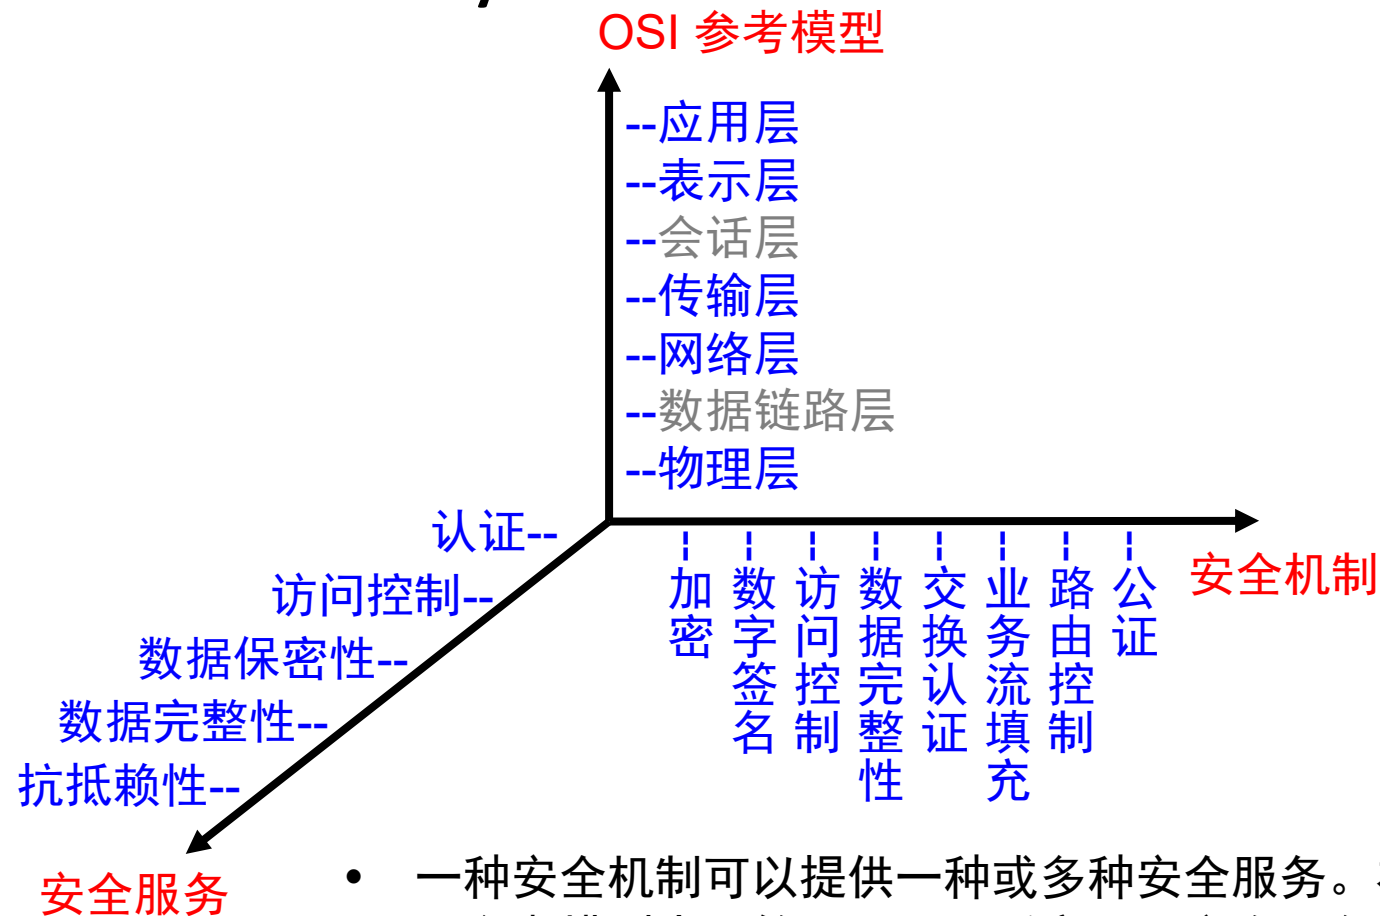 OSI 参考模型
--应用层
--表示层
--会话层
--传输层
--网络层
--数据链路层
--物理层
认证--
访问控制--
数据保密性--
数据完整性--
抗抵赖性--
安全服务
加密
数字签名
访问控制
数据完整性
交换认证
业务流填充
路由控制
公证
安全机制
• 一种安全机制可以提供一种或多种安全服务。